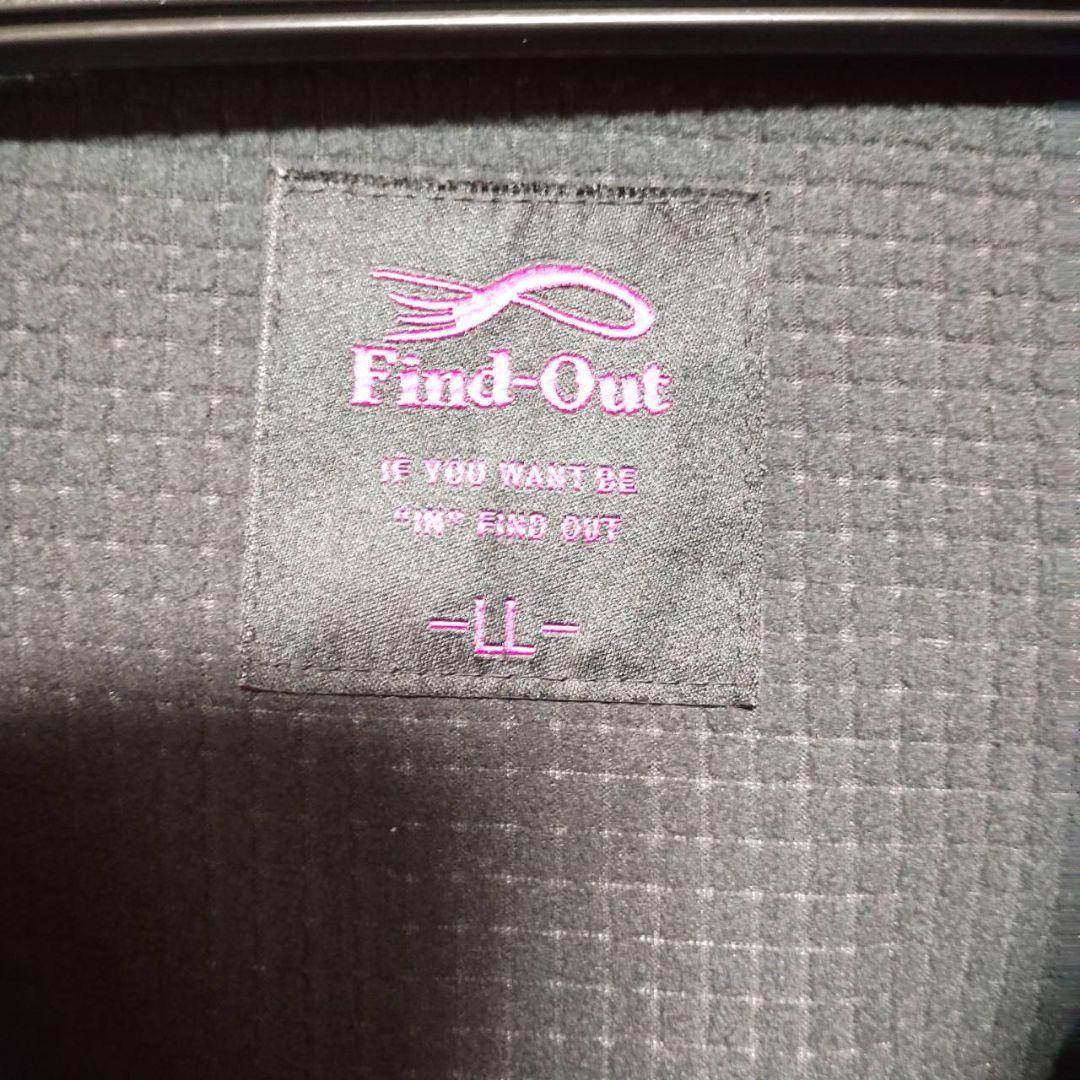 Find-Out
IF YOU WANT BE
“IN” FIND OUT
-LL-